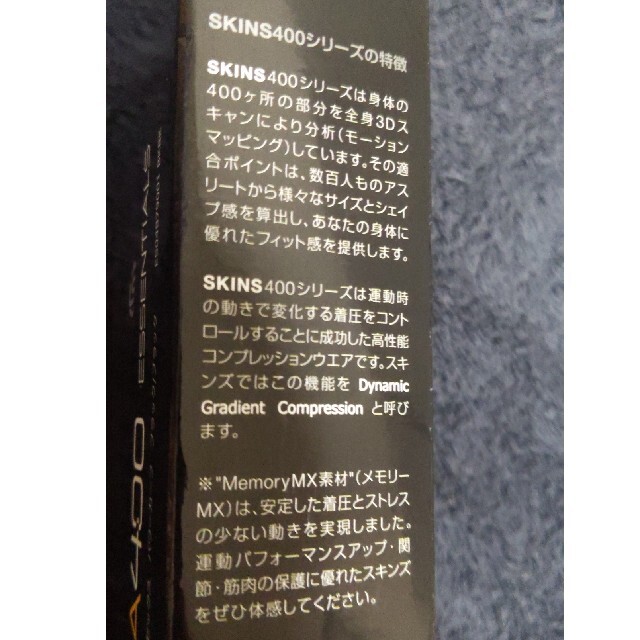 SKINS400シリーズの特徴
SKINS400シリーズは身体の
400ヶ所の部分を全身3Dス
キャンにより分析(モーション
マッピング)しています。その適
合ポイントは、数百人ものアス
リートから様々なサイズとシェイ
プ感を算出し、あなたの身体に
優れたフィット感を提供します。
SKINS400シリーズは運動時
の動きで変化する着圧をコント
ロールすることに成功した高性能
コンプレッションウエアです。スキ
ンズではこの機能を Dynamic
Gradient Compression と呼び
ます。
※"MemoryMX素材"(メモリー
MX)は、安定した着圧とストレス
の少ない動きを実現しました。
運動パフォーマンスアップ・関
節・筋肉の保護に優れたスキンズ
をぜひ体感してください。
A400
ESSENTIALS